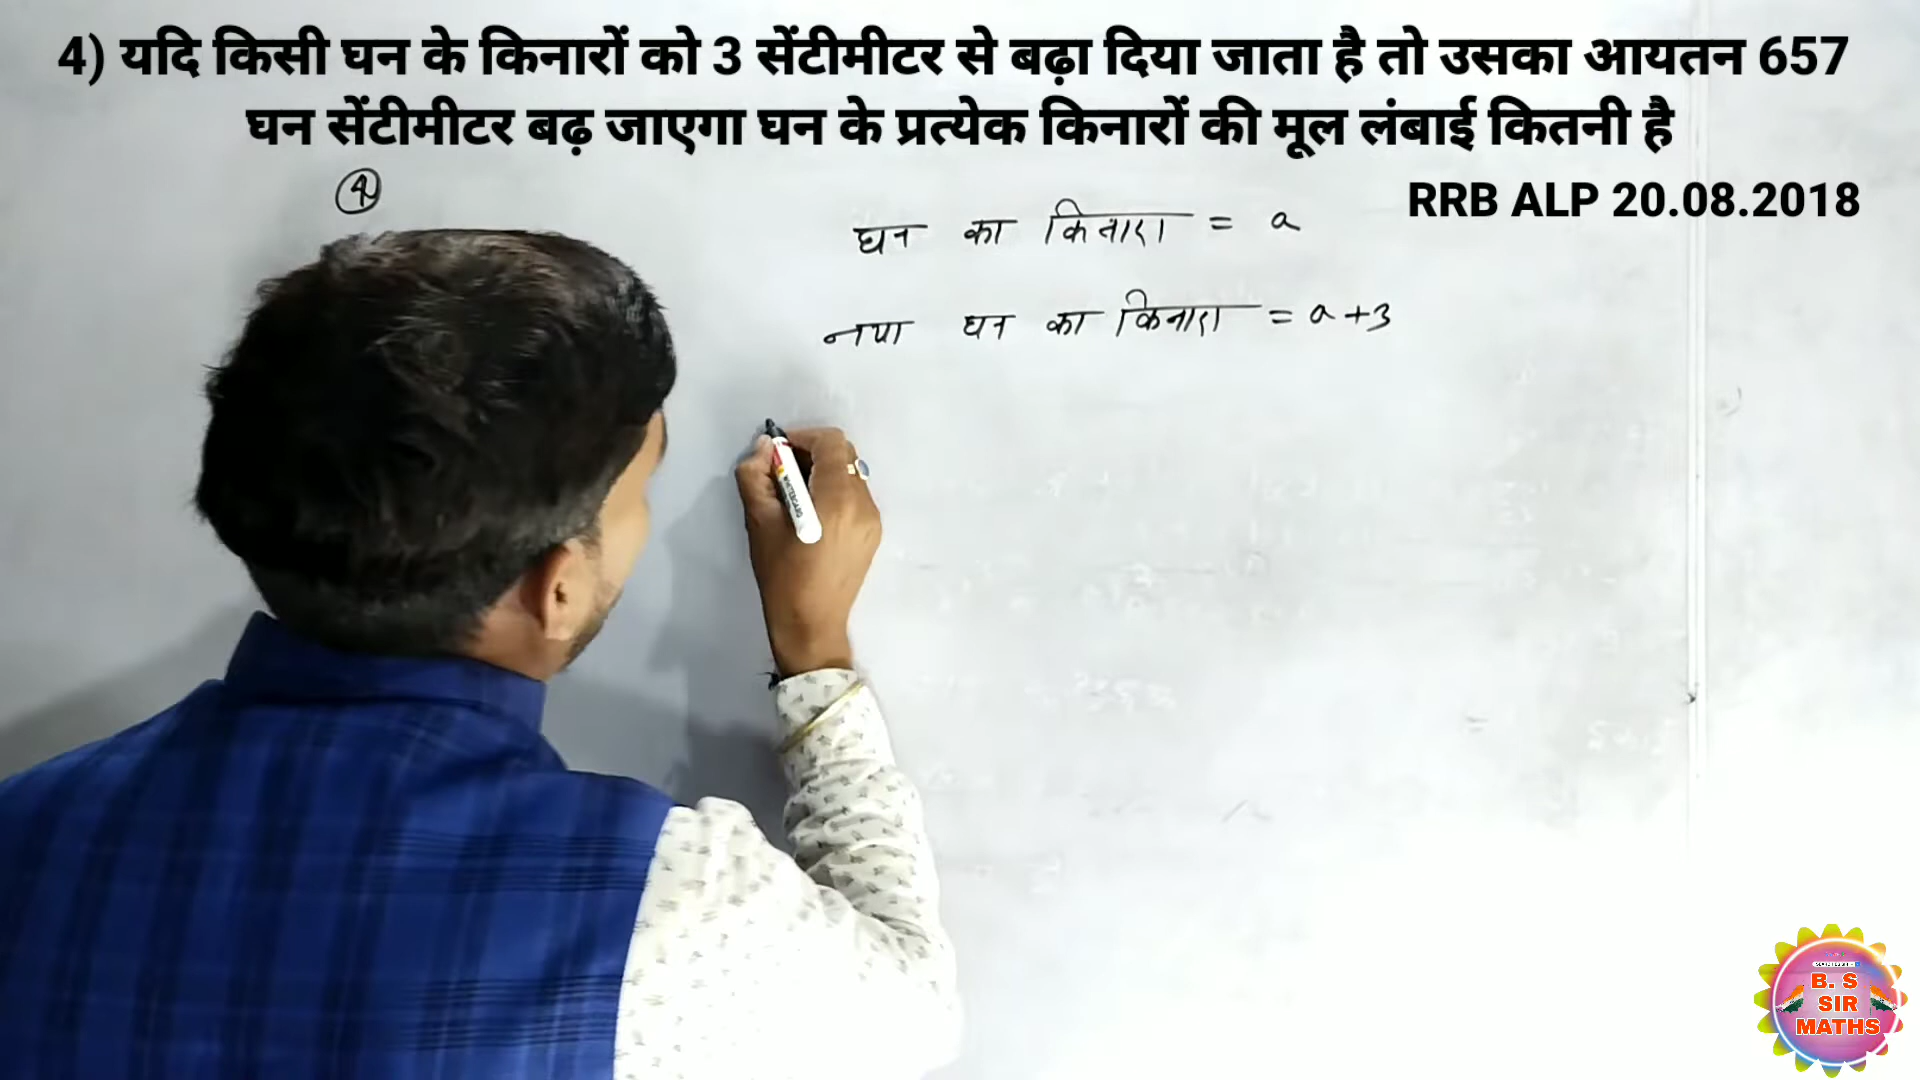 4) यदि किसी घन के किनारों को 3 सेंटीमीटर से बढ़ा दिया जाता है तो उसका आयतन 657
घन सेंटीमीटर बढ़ जाएगा घन के प्रत्येक किनारों की मूल लंबाई कितनी है
RRB ALP 20.08.2018
4
घन का किनारा = a
नया घन का किनारा = a + 3
B. S
SIR
MATHS